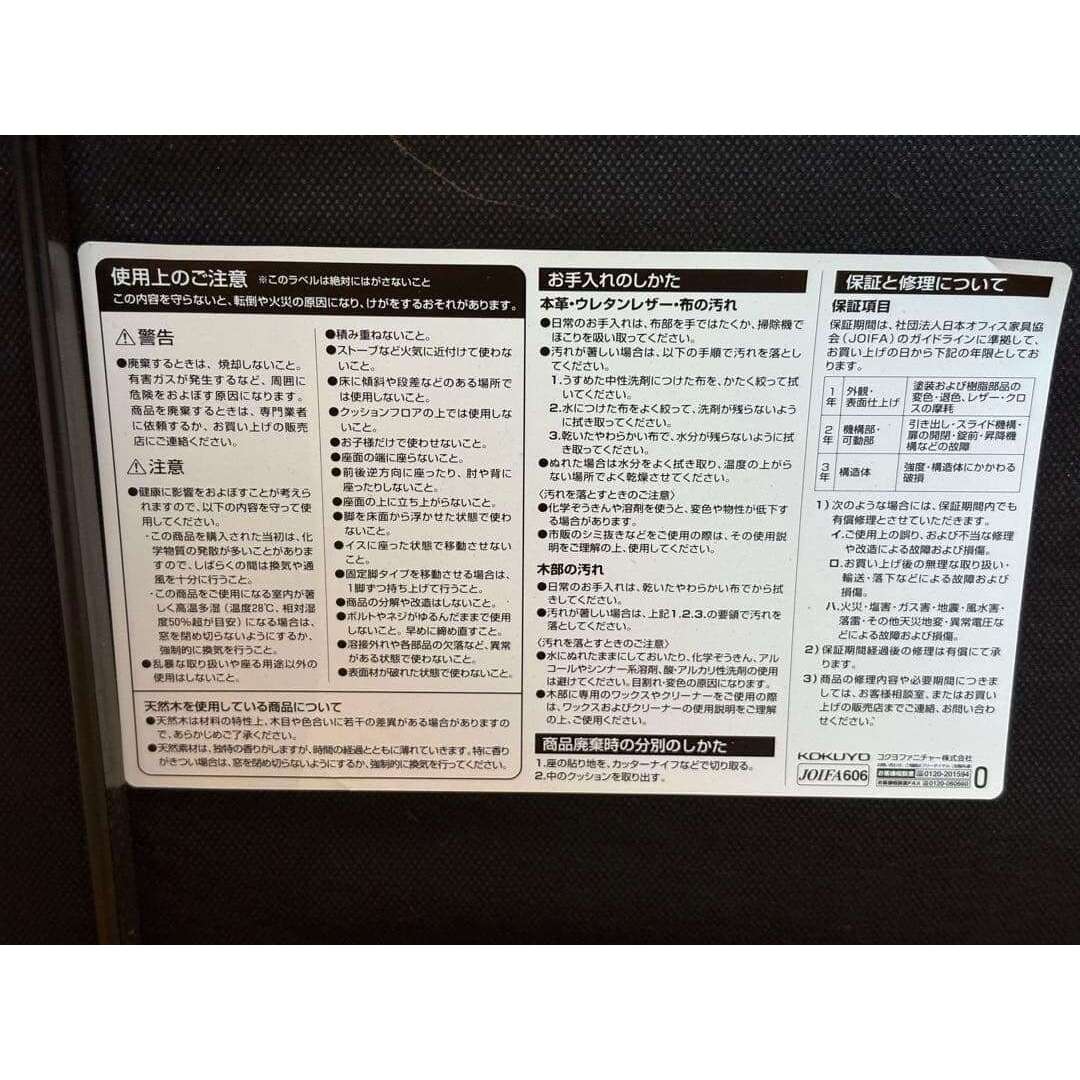 使用上のご注意 ※このラベルは絶対にはがさないこと
この内容を守らないと、転倒や火災の原因になり、けがをするおそれがあります。
⚠警告
●廃棄するときは、焼却しないこと。
有害ガスが発生するなど、周囲に
危険をおよぼす原因になります。
商品を廃棄するときは、専門業者
に依頼するか、お買い上げの販売
店にご連絡ください。
⚠注意
●健康に影響をおよぼすことが考えら
れますので、以下の内容を守って使
用してください。
・この商品を購入された当初は、化
学物質の発散が多いことがありま
すので、しばらくの間は換気や通
風を十分に行うこと。
・この商品をご使用になる室内が著
しく高温多湿(温度28℃、相対湿
度50%超が目安)になる場合は、
窓を閉め切らないようにするか、
強制的に換気を行うこと。
●乱暴な取り扱いや座る用途以外の
使用はしないこと。
●積み重ねないこと。
●ストーブなど火気に近付けて使わな
いこと。
●床に傾斜や段差などのある場所で
は使用しないこと。
●クッションフロアの上では使用しな
いこと。
●お子様だけで使わせないこと。
●座面の端に座らないこと。
●前後逆方向に座ったり、肘や背に
座ったりしないこと。
●座面の上に立ち上がらないこと。
●脚を床面から浮かせた状態で使わ
ないこと。
●イスに座った状態で移動させない
こと。
●固定脚タイプを移動させる場合は、
1脚ずつ持ち上げて行うこと。
●商品の分解や改造はしないこと。
●ボルトやネジがゆるんだままで使用
しないこと。早めに締め直すこと。
●溶接外れや各部品の欠落など、異常
がある状態で使わないこと。
●表面材が破れた状態で使わないこと。
天然木を使用している商品について
●天然木は材料の特性上、木目や色合いに若干の差異がある場合がありますの
で、あらかじめご了承ください。
●天然素材は、独特の香りがしますが、時間の経過とともに薄れていきます。特に香り
がきつい場合は、窓を閉め切らないようにするか、強制的に換気を行ってください。
お手入れのしかた
本革・ウレタンレザー・布の汚れ
●日常のお手入れは、布部を手ではたくか、掃除機で
ほこりを吸い取ってください。
●汚れが著しい場合は、以下の手順で汚れを落とし
てください。
1.うすめた中性洗剤につけた布を、かたく絞って拭
いてください。
2.水につけた布をよく絞って、洗剤が残らないよう
に拭き取ってください。
3.乾いたやわらかい布で、水分が残らないように拭
き取ってください。
●ぬれた場合は水分をよく拭き取り、温度の上がら
ない場所でよく乾燥させてください。
〈汚れを落とすときのご注意〉
●化学ぞうきんや溶剤を使うと、変色や物性が低下す
る場合があります。
●市販のシミ抜きなどをご使用の際は、その使用説
明をご理解の上、使用してください。
木部の汚れ
●日常のお手入れは、乾いたやわらかい布でから拭
きしてください。
●汚れが著しい場合は、上記1.2.3.の要領で汚れを
落としてください。
〈汚れを落とすときのご注意〉
●水にぬれたままにしておいたり、化学ぞうきん、アル
コールやシンナー系溶剤、酸・アルカリ性洗剤の使用
は避けてください。目割れ・変色の原因になります。
●木部に専用のワックスやクリーナーをご使用の際
は、ワックスおよびクリーナーの使用説明をご理解
の上、ご使用ください。
商品廃棄時の分別のしかた
1.座の貼り地を、カッターナイフなどで切り取る。
2.中のクッションを取り出す。
保証と修理について
保証項目
保証期間は、社団法人日本オフィス家具協
会(JOIFA)のガイドラインに準拠して、
お買い上げの日から下記の年限としてお
ります。
1年 外観・表面仕上げ 塗装および樹脂部品の変色・退色、レザー・クロスの摩耗
2年 機構部・可動部 引き出し・スライド機構・扉の開閉・錠前・昇降機構などの故障
3年 構造体 強度・構造体にかかわる破損
1)次のような場合には、保証期間内でも
有償修理とさせていただきます。
イ.ご使用上の誤り、および不当な修理
や改造による故障および損傷。
ロ.お買い上げ後の無理な取り扱い・
輸送・落下などによる故障および
損傷。
ハ.火災・塩害・ガス害・地震・風水害・
落雷・その他天災地変・異常電圧な
どによる故障および損傷。
2)保証期間経過後の修理は有償にて承
ります。
3)商品の修理内容や必要期間につきま
しては、お客様相談室、またはお買い
上げの販売店までご連絡、お問い合わ
せください。
KOKUYO コクヨファニチャー株式会社
JOIFA606
0120-201594
0120-060660
0